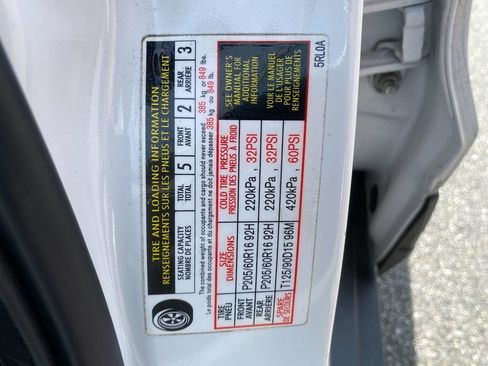 TIRE AND LOADING INFORMATION
RENSEIGNEMENTS SUR LES PNEUS ET LE CHARGEMENT
SEATING CAPACITY TOTAL 5 FRONT 2 REAR 3
NOMBRE DE PLACES TOTAL AVANT ARRIÈRE
The combined weight of occupants and cargo should never exceed 385 kg or 849 lbs.
Le poids total des occupants et du chargement ne doit jamais dépasser 385 kg ou 849 lb.
TIRE SIZE COLD TIRE PRESSURE
PNEU DIMENSIONS PRESSION DES PNEUS À FROID
FRONT
AVANT P205/60R16 92H 220kPa, 32PSI
REAR
ARRIÈRE P205/60R16 92H 220kPa, 32PSI
SPARE
DE SECOURS T125/90D15 96M 420kPa, 60PSI
SEE OWNER'S
MANUAL FOR
ADDITIONAL
INFORMATION
VOIR LE MANUEL
DE L'USAGER
POUR PLUS DE
RENSEIGNEMENTS
5RL0A